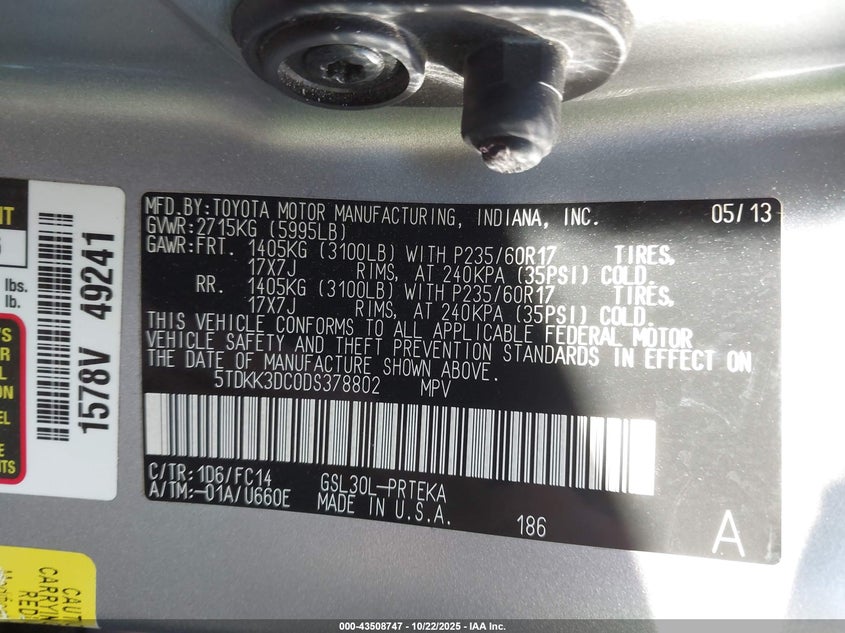 MFD.BY:TOYOTA MOTOR MANUFACTURING, INDIANA, INC. 05/13
GVWR:2715KG (5995LB)
GAWR:FRT. 1405KG (3100LB) WITH P235/60R17 TIRES,
17X7J RIMS, AT 240KPA (35PSI) COLD.
RR. 1405KG (3100LB) WITH P235/60R17 TIRES,
17X7J RIMS, AT 240KPA (35PSI) COLD.
THIS VEHICLE CONFORMS TO ALL APPLICABLE FEDERAL MOTOR
VEHICLE SAFETY AND THEFT PREVENTION STANDARDS IN EFFECT ON
THE DATE OF MANUFACTURE SHOWN ABOVE.
5TDKK3DC0DS378802 MPV
C/TR:1D6/FC14 GSL30L-PRTEKA
A/TM:-01A/U660E MADE IN U.S.A.
186
A
1578V 49241
lbs.
lb.
CARRYIN
RED
000-43508747 - 10/22/2025 - IAA Inc.